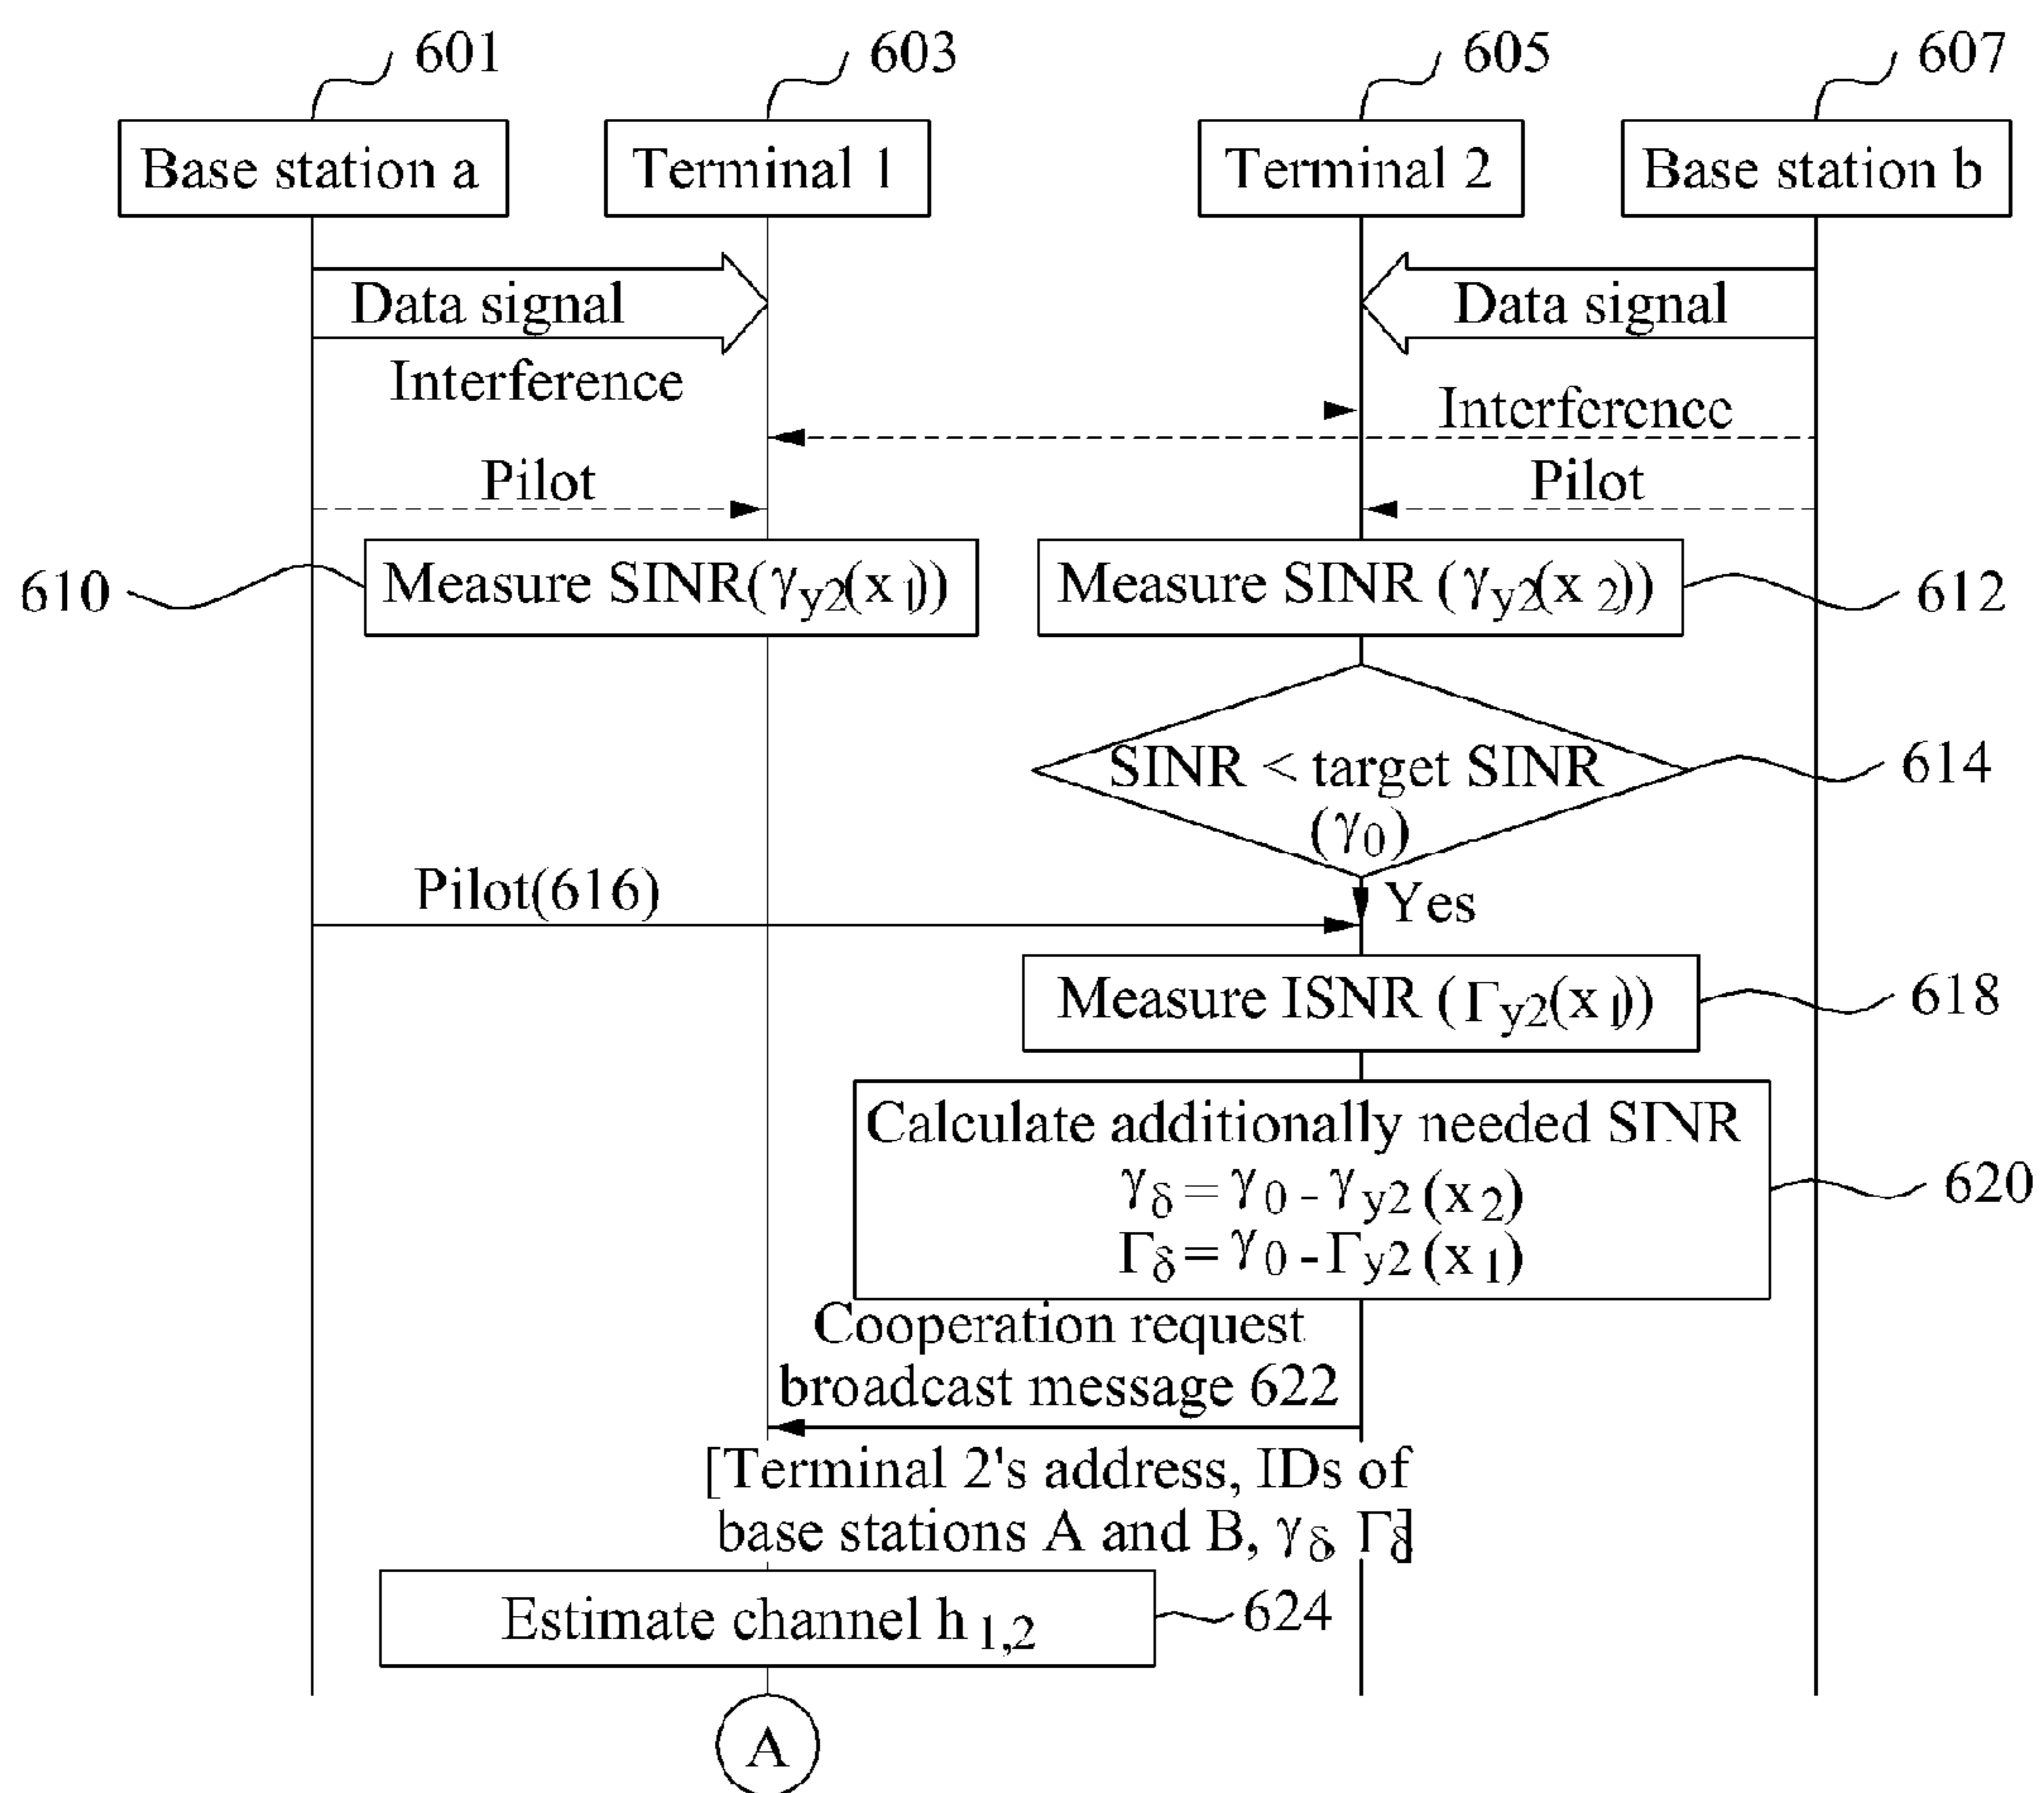 601
603
605
607
Base station a
Terminal 1
Terminal 2
Base station b
Data signal
Data signal
Interference
Interference
Pilot
Pilot
610
Measure SINR(γy2(x1))
Measure SINR (γy2(x2))
612
SINR < target SINR
(γ0)
614
Pilot(616)
Yes
Measure ISNR (Γy2(x1))
618
Calculate additionally needed SINR
γδ = γ0 - γy2 (x2)
Γδ = γ0 - Γy2 (x1)
620
Cooperation request
broadcast message 622
[Terminal 2's address, IDs of
base stations A and B, γδ, Γδ]
Estimate channel h1,2
624
A